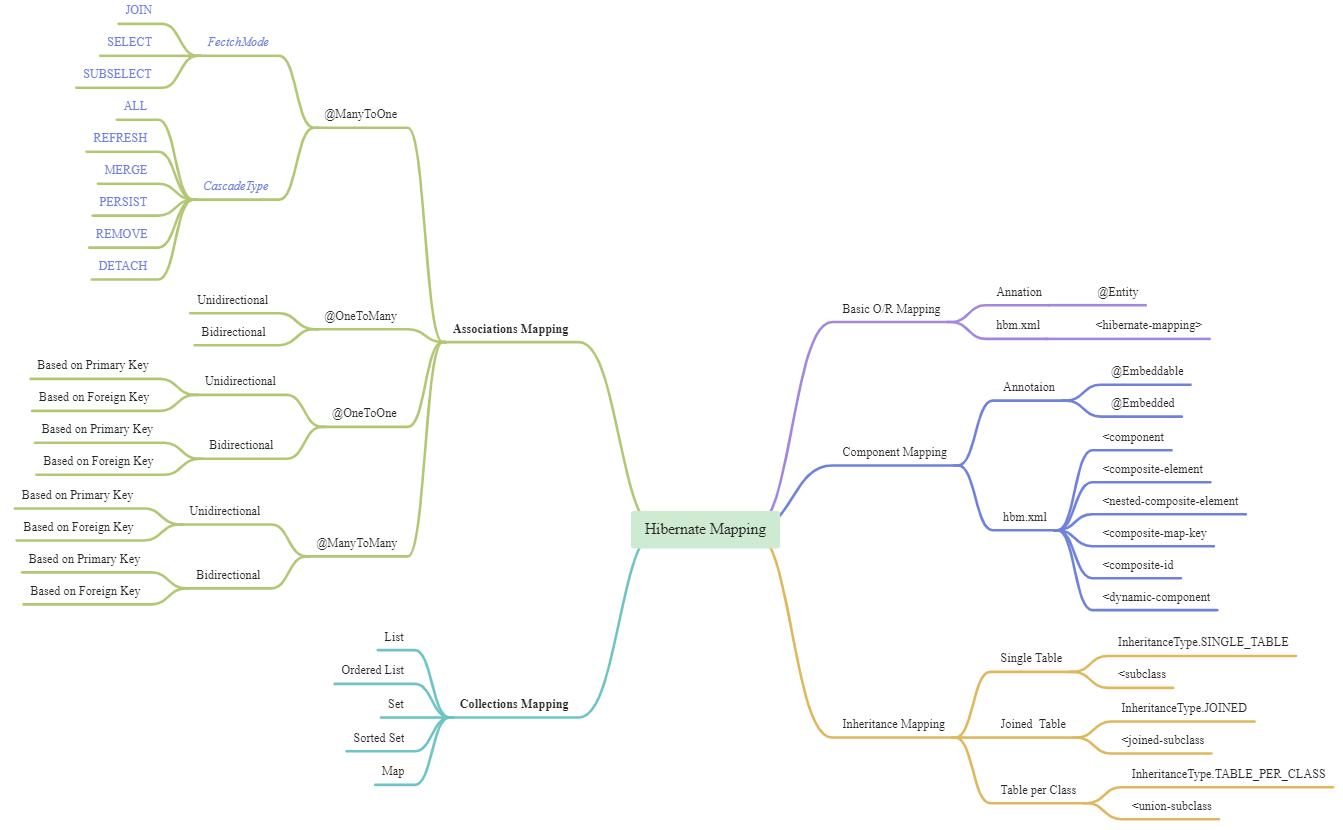 JOIN
SELECT
SUBSELECT
FectchMode
ALL
REFRESH
MERGE
PERSIST
REMOVE
DETACH
CascadeType
@ManyToOne
Unidirectional
Bidirectional
@OneToMany
Based on Primary Key
Based on Foreign Key
Unidirectional
Based on Primary Key
Based on Foreign Key
Bidirectional
@OneToOne
Based on Primary Key
Based on Foreign Key
Unidirectional
Based on Primary Key
Based on Foreign Key
Bidirectional
@ManyToMany
Associations Mapping
List
Ordered List
Set
Sorted Set
Map
Collections Mapping
Hibernate Mapping
Basic O/R Mapping
Annation
@Entity
hbm.xml
<hibernate-mapping>
Component Mapping
Annotaion
@Embeddable
@Embedded
hbm.xml
<component
<composite-element
<nested-composite-element
<composite-map-key
<composite-id
<dynamic-component
Inheritance Mapping
Single Table
InheritanceType.SINGLE_TABLE
<subclass
Joined Table
InheritanceType.JOINED
<joined-subclass
Table per Class
InheritanceType.TABLE_PER_CLASS
<union-subclass